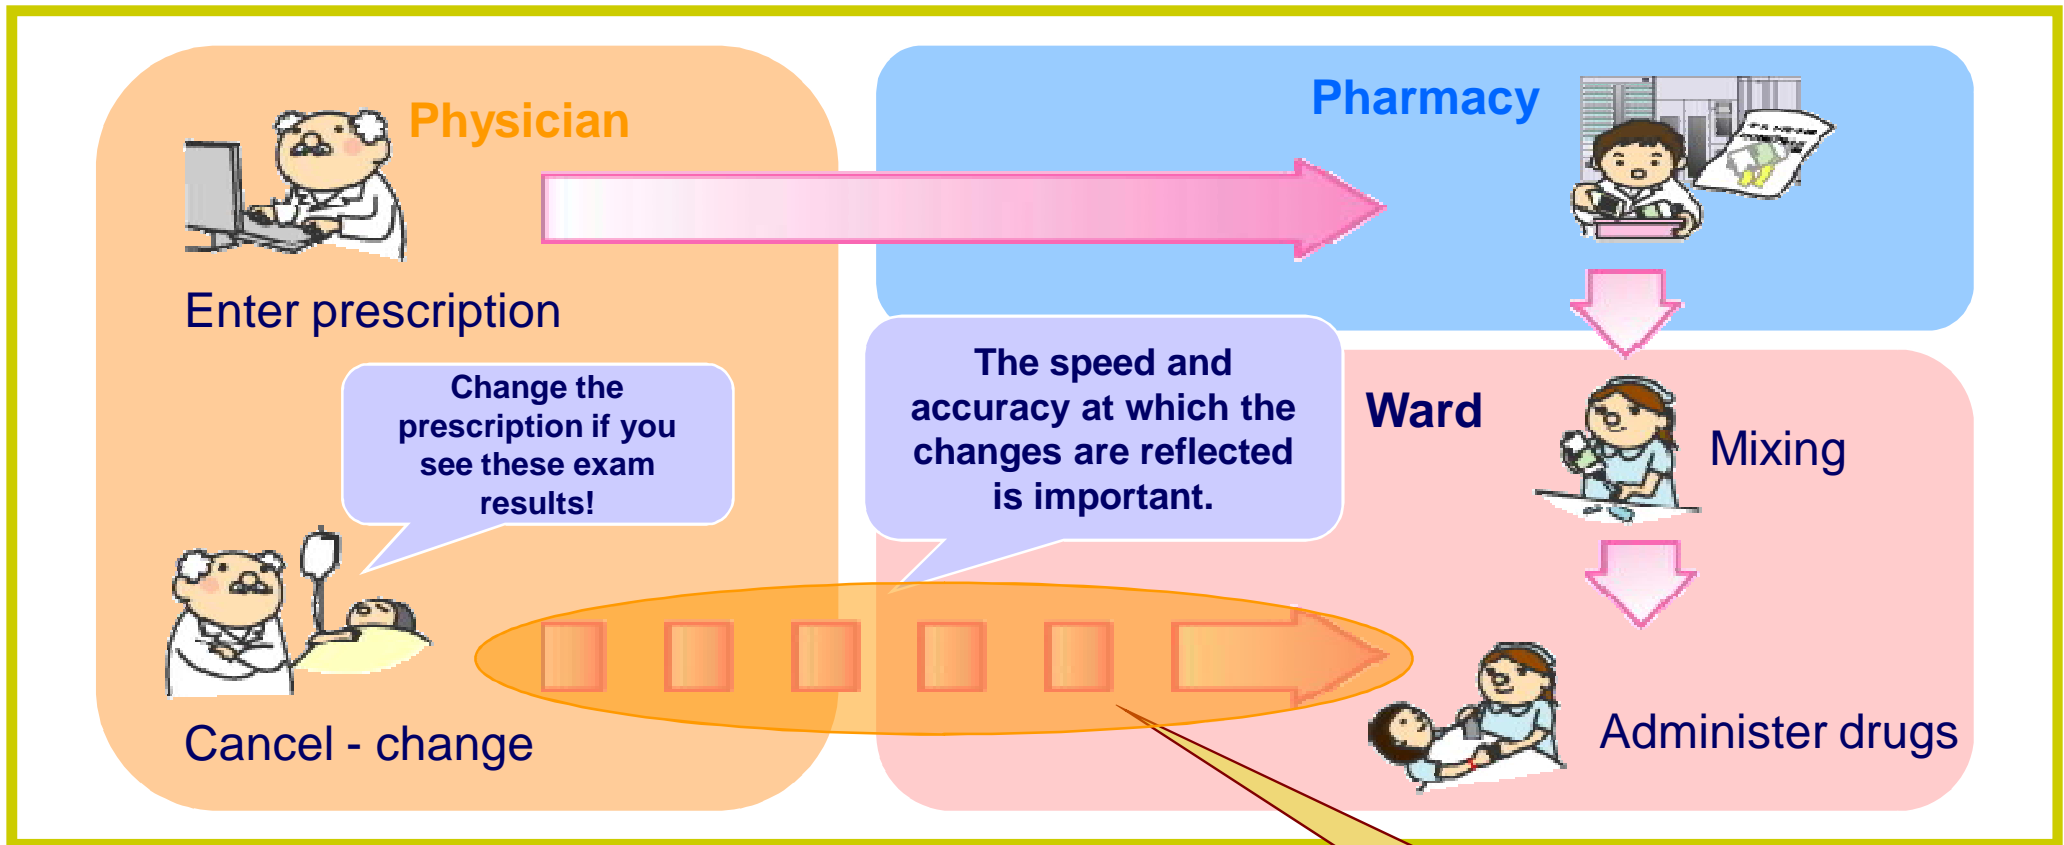 Physician
Pharmacy
Enter prescription
Change the
prescription if you
see these exam
results!
The speed and
accuracy at which the
changes are reflected
is important.
Ward
Mixing
Cancel - change
Administer drugs